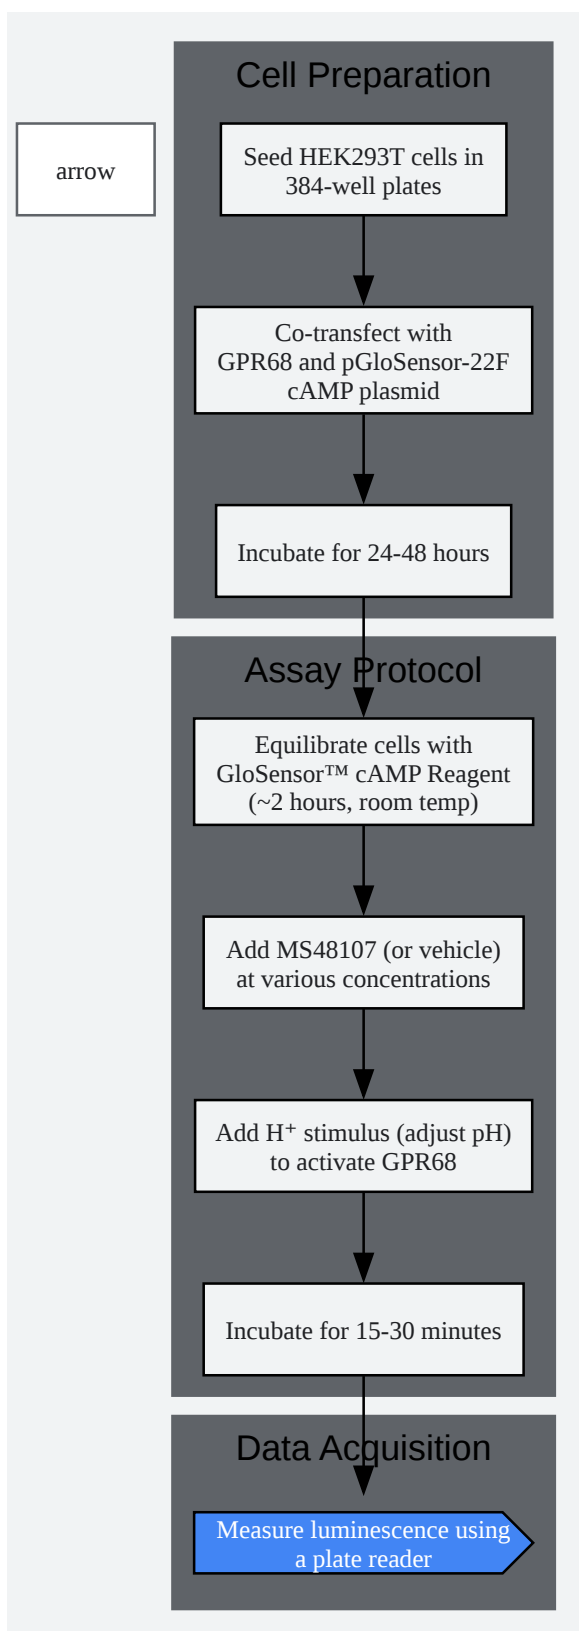 Cell Preparation
arrow
Seed HEK293T cells in
384-well plates
Co-transfect with
GPR68 and pGloSensor-22F
cAMP plasmid
Incubate for 24-48 hours
Assay Protocol
Equilibrate cells with
GloSensor™ cAMP Reagent
(~2 hours, room temp)
Add MS48107 (or vehicle)
at various concentrations
Add H⁺ stimulus (adjust pH)
to activate GPR68
Incubate for 15-30 minutes
Data Acquisition
Measure luminescence using
a plate reader